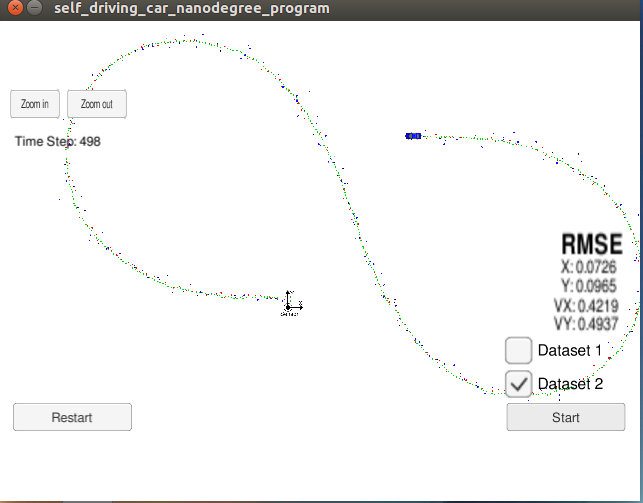 self_driving_car_nanodegree_program
Zoom in
Zoom out
Time Step: 498
RMSE
X: 0.0726
Y: 0.0965
VX: 0.4219
VY: 0.4937
Dataset 1
Dataset 2
Restart
Start